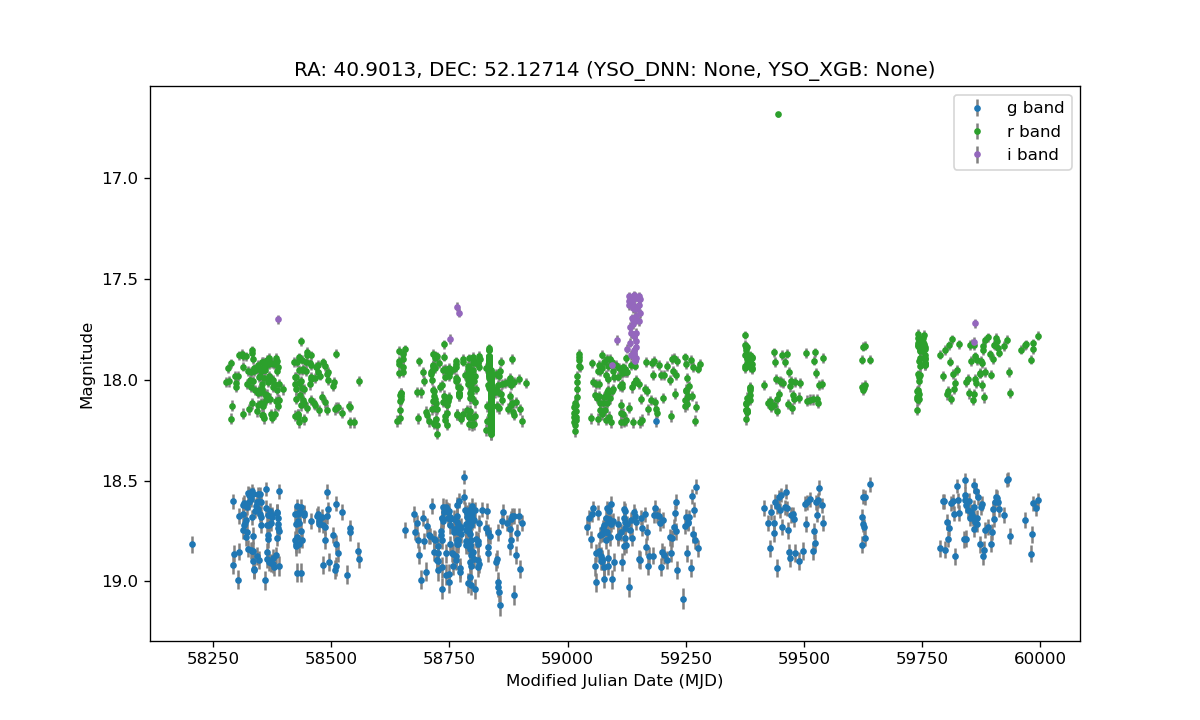 RA: 40.9013, DEC: 52.12714 (YSO_DNN: None, YSO_XGB: None)
g band
r band
i band
17.0
17.5
18.0
18.5
19.0
Magnitude
58250 58500 58750 59000 59250 59500 59750 60000
Modified Julian Date (MJD)